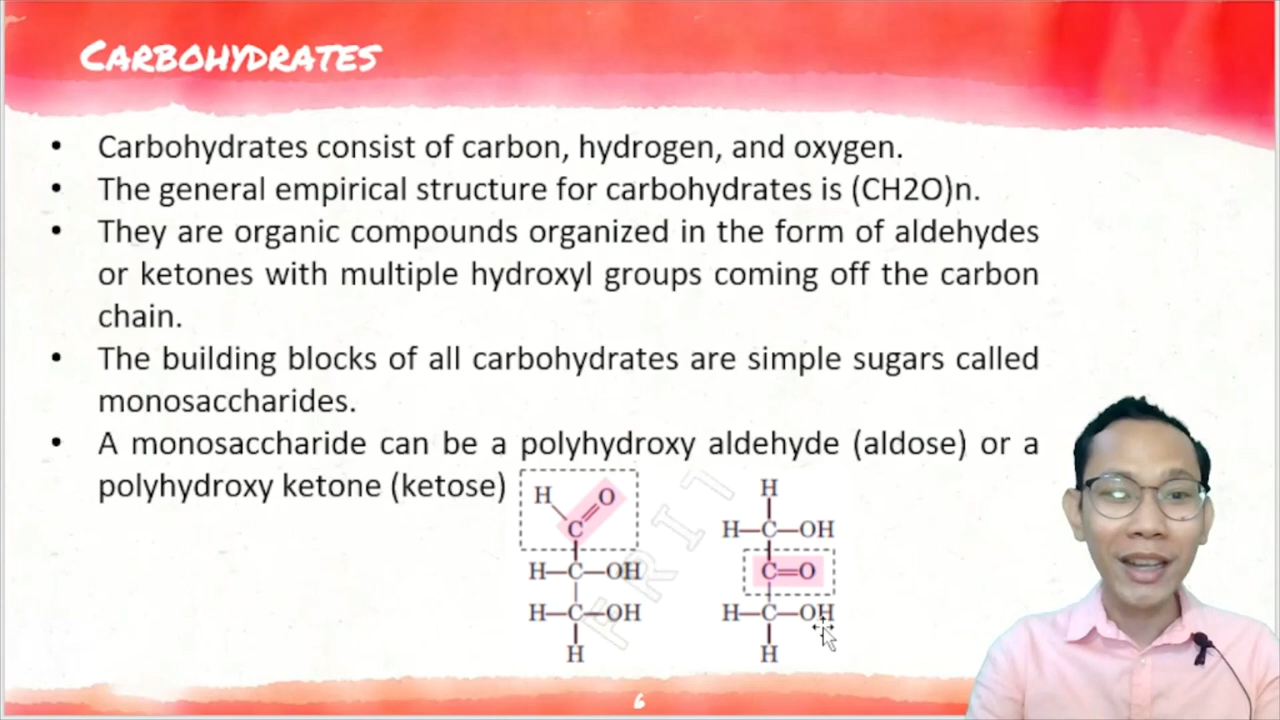 CARBOHYDRATES
• Carbohydrates consist of carbon, hydrogen, and oxygen.
• The general empirical structure for carbohydrates is (CH2O)n.
• They are organic compounds organized in the form of aldehydes
or ketones with multiple hydroxyl groups coming off the carbon
chain.
• The building blocks of all carbohydrates are simple sugars called
monosaccharides.
• A monosaccharide can be a polyhydroxy aldehyde (aldose) or a
polyhydroxy ketone (ketose)
H O
C
H—C—OH
H—C—OH
H
H
H—C—OH
C=O
H—C—OH
H
6